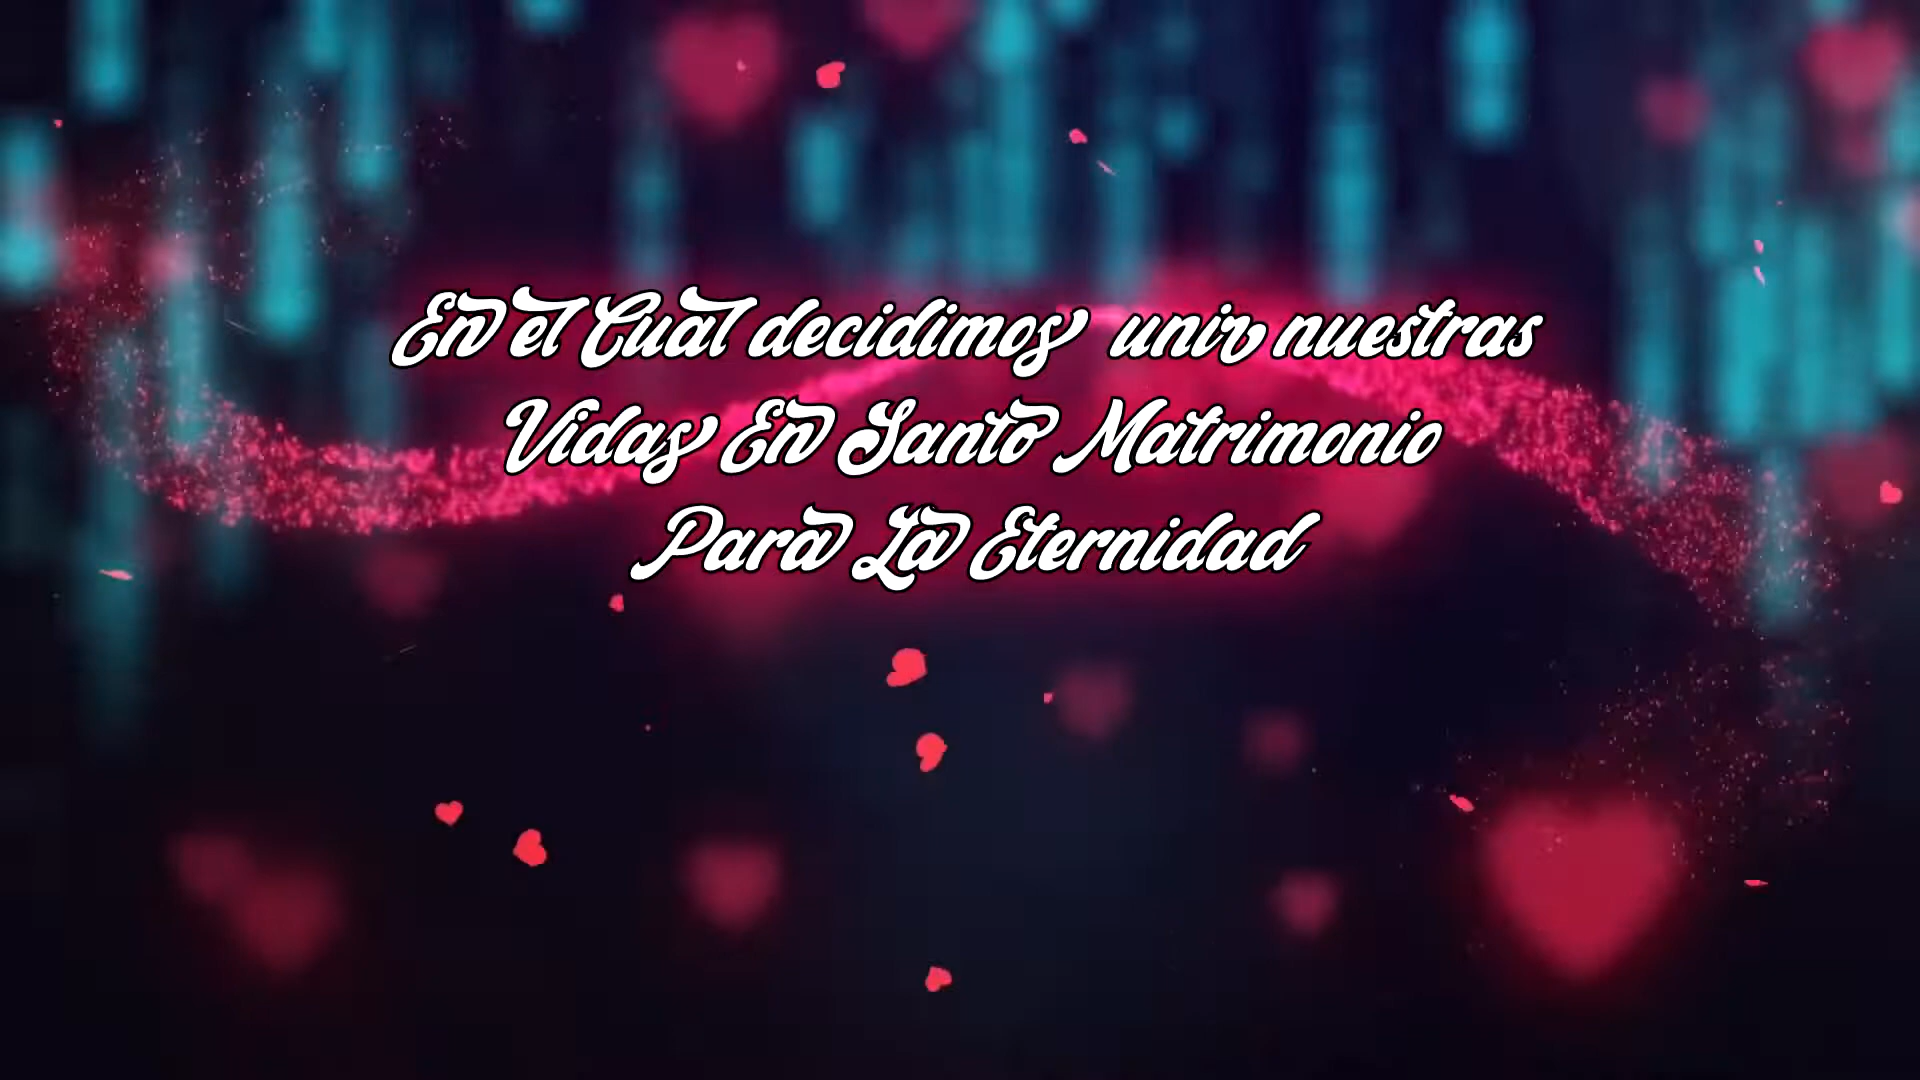 En el Cual decidimos unir nuestras
Vidas En Santo Matrimonio
Para La Eternidad